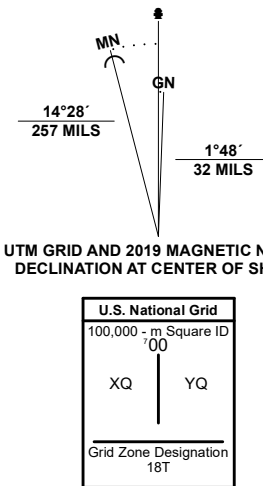 MN
GN
14°28´
257 MILS
1°48´
32 MILS
UTM GRID AND 2019 MAGNETIC N
DECLINATION AT CENTER OF SH
U.S. National Grid
100,000 - m Square ID
⁷00
XQ YQ
Grid Zone Designation
18T